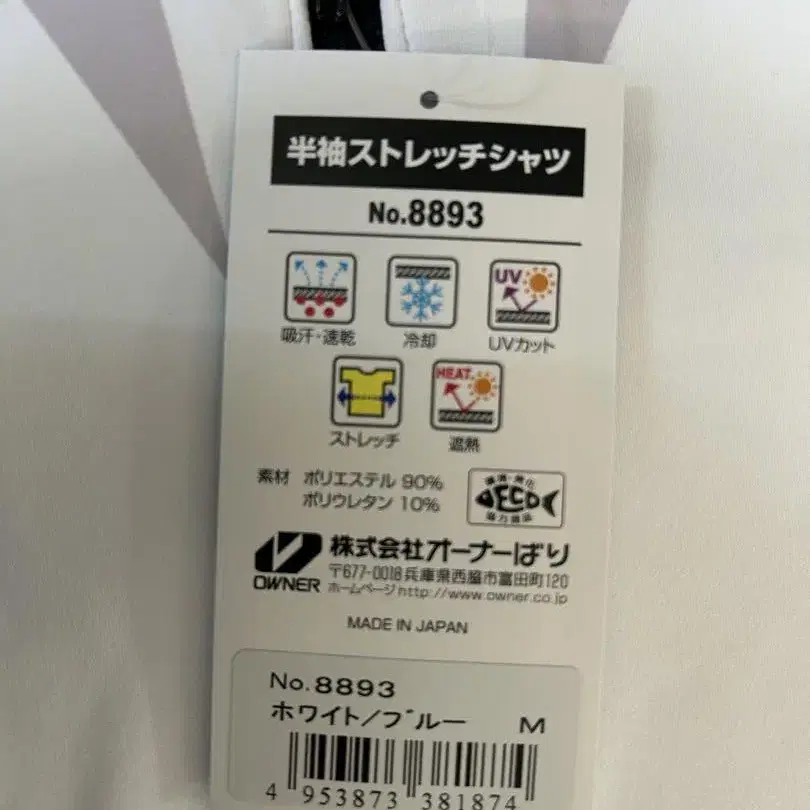 半袖ストレッチシャツ
No.8893
UV
吸汗・速乾
冷却
UVカット
HEAT
ストレッチ
遮熱
素材 ポリエステル 90%
ポリウレタン 10%
ECO
株式会社オーナーばり
〒677-0018 兵庫県西脇市富田町120
OWNER
ホームページ http://www.owner.co.jp
MADE IN JAPAN
No.8893
ホワイト/ブルー M
4 953873 381874